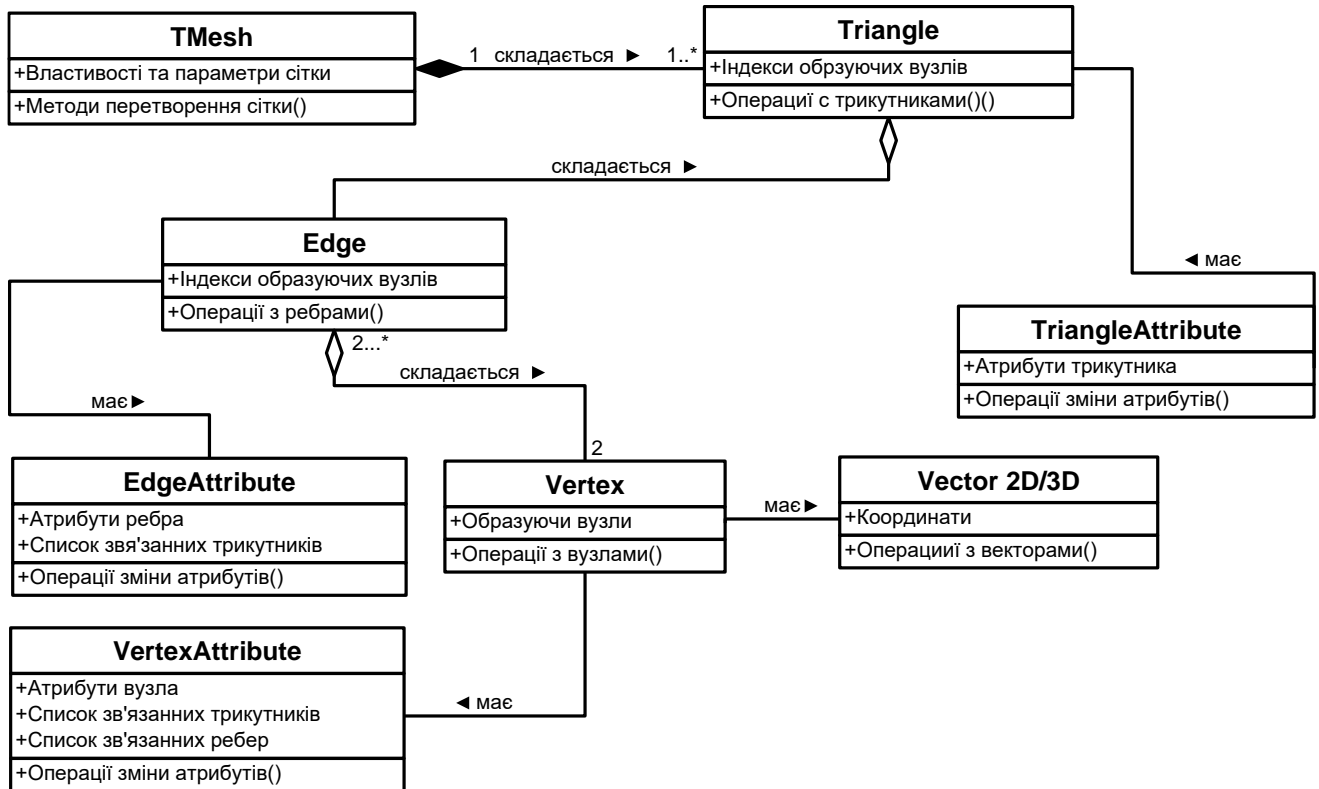 TMesh
+Властивості та параметри сітки
+Методи перетворення сітки()
1 складається ► 1..*
Triangle
+Індекси обрзуючих вузлів
+Операциї с трикутниками()()
складається ►
Edge
+Індекси образуючих вузлів
+Операції з ребрами()
◄ має
TriangleAttribute
+Атрибути трикутника
+Операції зміни атрибутів()
2...*
складається ►
2
має►
EdgeAttribute
+Атрибути ребра
+Список звя'занних трикутників
+Операції зміни атрибутів()
Vertex
+Образуючи вузли
+Операції з вузлами()
має►
Vector 2D/3D
+Координати
+Операцииї з векторами()
VertexAttribute
+Атрибути вузла
+Список зв'язанних трикутників
+Список зв'язанних ребер
+Операції зміни атрибутів()
◄ має